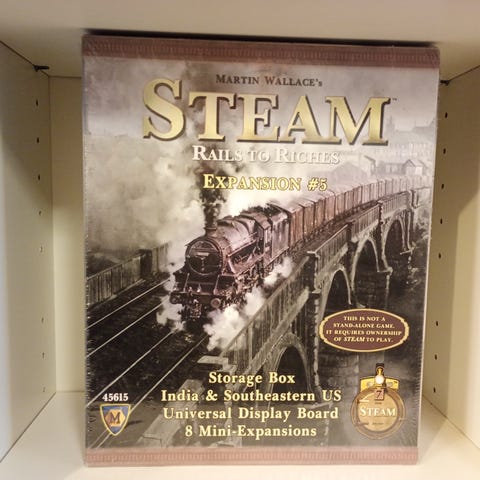 MARTIN WALLACE'S
STEAM™
RAILS TO RICHES
EXPANSION #5
THIS IS NOT A
STAND-ALONE GAME.
IT REQUIRES OWNERSHIP
OF STEAM TO PLAY.
Storage Box
India & Southeastern US
Universal Display Board
8 Mini-Expansions
45615
M
STEAM